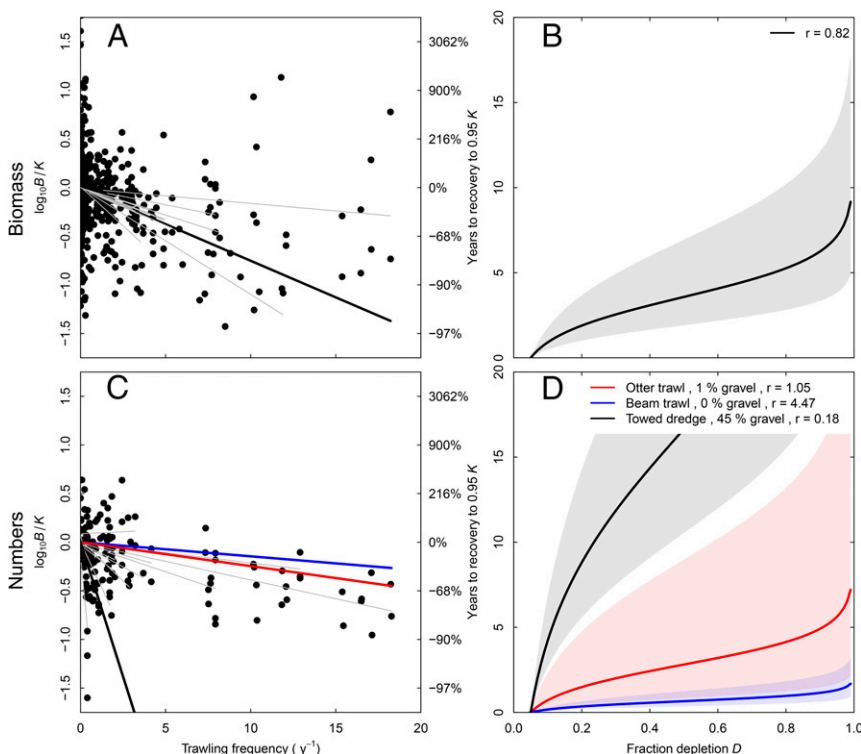 A
Biomass
log10B / K
1.5
1.0
0.5
0.0
−0.5
−1.0
−1.5
3062%
900%
216%
0%
−68%
−90%
−97%
B
r = 0.82
Years to recovery to 0.95 K
20
15
10
5
0
C
Numbers
log10B / K
1.5
1.0
0.5
0.0
−0.5
−1.0
−1.5
3062%
900%
216%
0%
−68%
−90%
−97%
0 5 10 15 20
Trawling frequency ( y−1)
D
Otter trawl , 1 % gravel , r = 1.05
Beam trawl , 0 % gravel , r = 4.47
Towed dredge , 45 % gravel , r = 0.18
Years to recovery to 0.95 K
20
15
10
5
0
0.0 0.2 0.4 0.6 0.8 1.0
Fraction depletion D